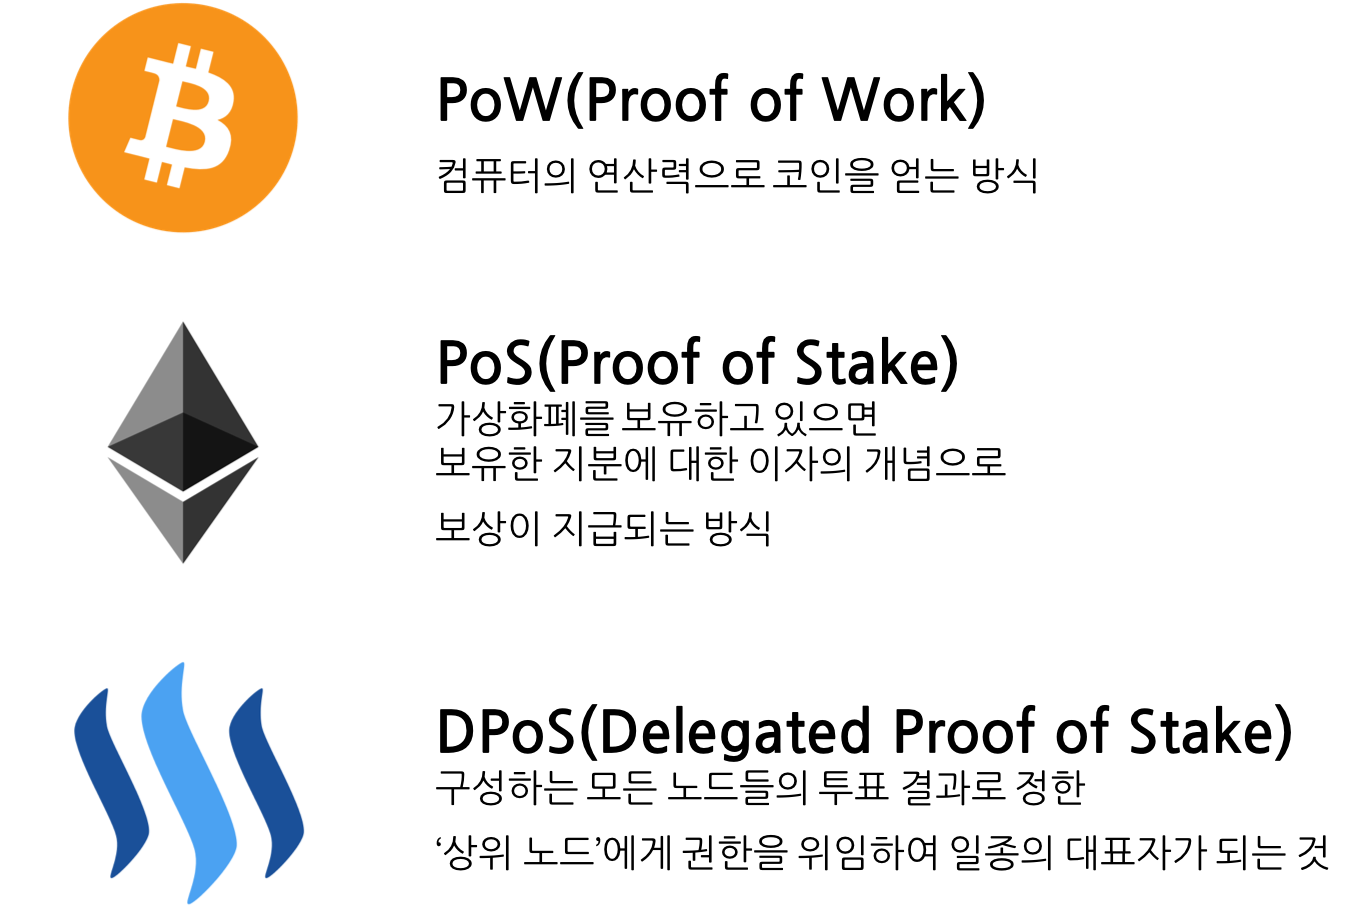 PoW(Proof of Work)
컴퓨터의 연산력으로 코인을 얻는 방식
PoS(Proof of Stake)
가상화폐를 보유하고 있으면
보유한 지분에 대한 이자의 개념으로
보상이 지급되는 방식
DPoS(Delegated Proof of Stake)
구성하는 모든 노드들의 투표 결과로 정한
‘상위 노드’에게 권한을 위임하여 일종의 대표자가 되는 것